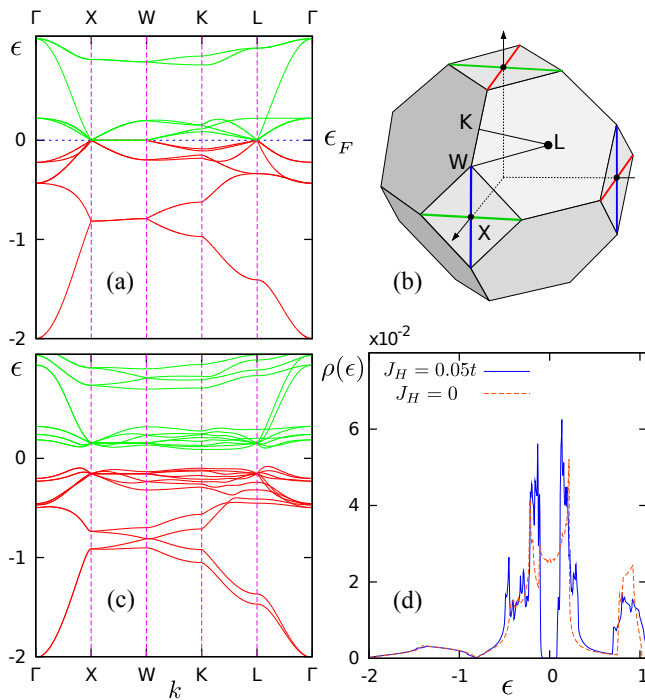 Γ X W K L Γ
ϵ
0
-1
-2
(a)
ϵ_F
K
L
W
X
(b)
ϵ
0
-1
-2
Γ X W K L Γ
k
(c)
x10⁻²
ρ(ϵ)
J_H = 0.05t
J_H = 0
6
4
2
0
-2 -1 0 1
ϵ
(d)